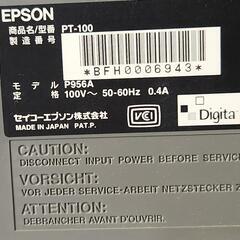 EPSON
商品名/型番 PT-100
製造番号
*BFH0006943*
モデル P956A
定格 100V～ 50-60Hz 0.4A
セイコーエプソン株式会社
MADE IN JAPAN PAT.P.
VCCI
Digita
CAUTION:
DISCONNECT INPUT POWER BEFORE SERVIC
VORSICHT:
VOR JEDER SERVICE-ARBEIT NETZSTECKER Z
ATTENTION:
DEBRANCHER AVANT D'OUVRIR.